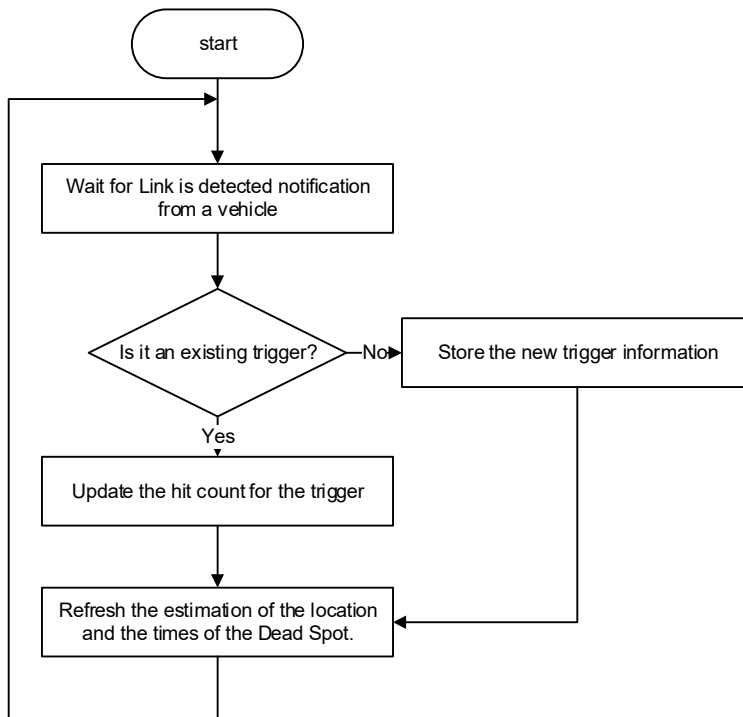 start
Wait for Link is detected notification
from a vehicle
Is it an existing trigger?
No
Store the new trigger information
Yes
Update the hit count for the trigger
Refresh the estimation of the location
and the times of the Dead Spot.